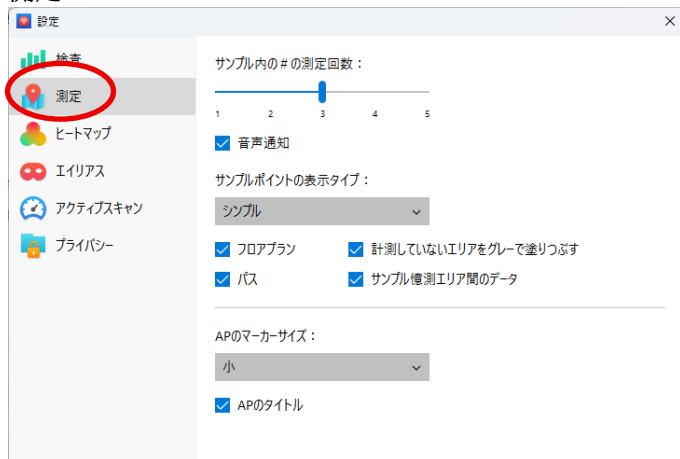 設定
検査
測定
ヒートマップ
エイリアス
アクティブスキャン
プライバシー
サンプル内の # の測定回数：
1 2 3 4 5
音声通知
サンプルポイントの表示タイプ：
シンプル
フロアプラン 計測していないエリアをグレーで塗りつぶす
パス サンプル憶測エリア間のデータ
APのマーカーサイズ：
小
APのタイトル